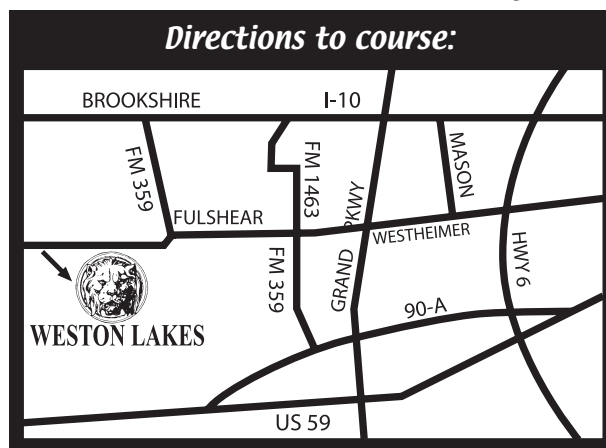 Directions to course:
BROOKSHIRE
I-10
FM 359
FM 1463
MASON
FULSHEAR
GRAND PKWY
WESTHEIMER
HWY 6
FM 359
90-A
WESTON LAKES
US 59